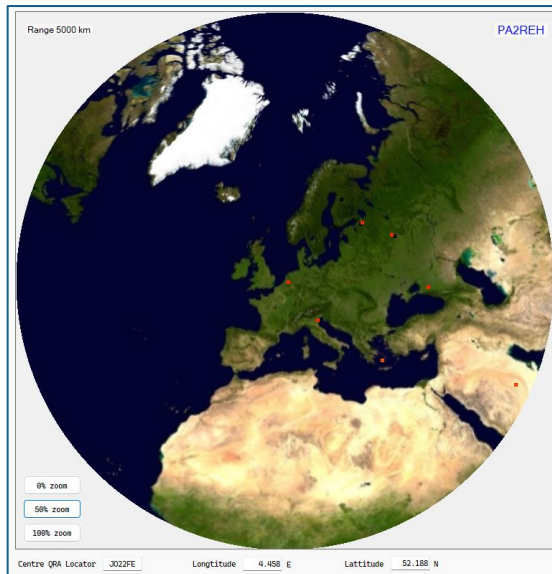 Range 5000 km
PA2REH
0% zoom
50% zoom
100% zoom
Centre QRA Locator JO22FE Longtitude 4.458 E Lattitude 52.188 N